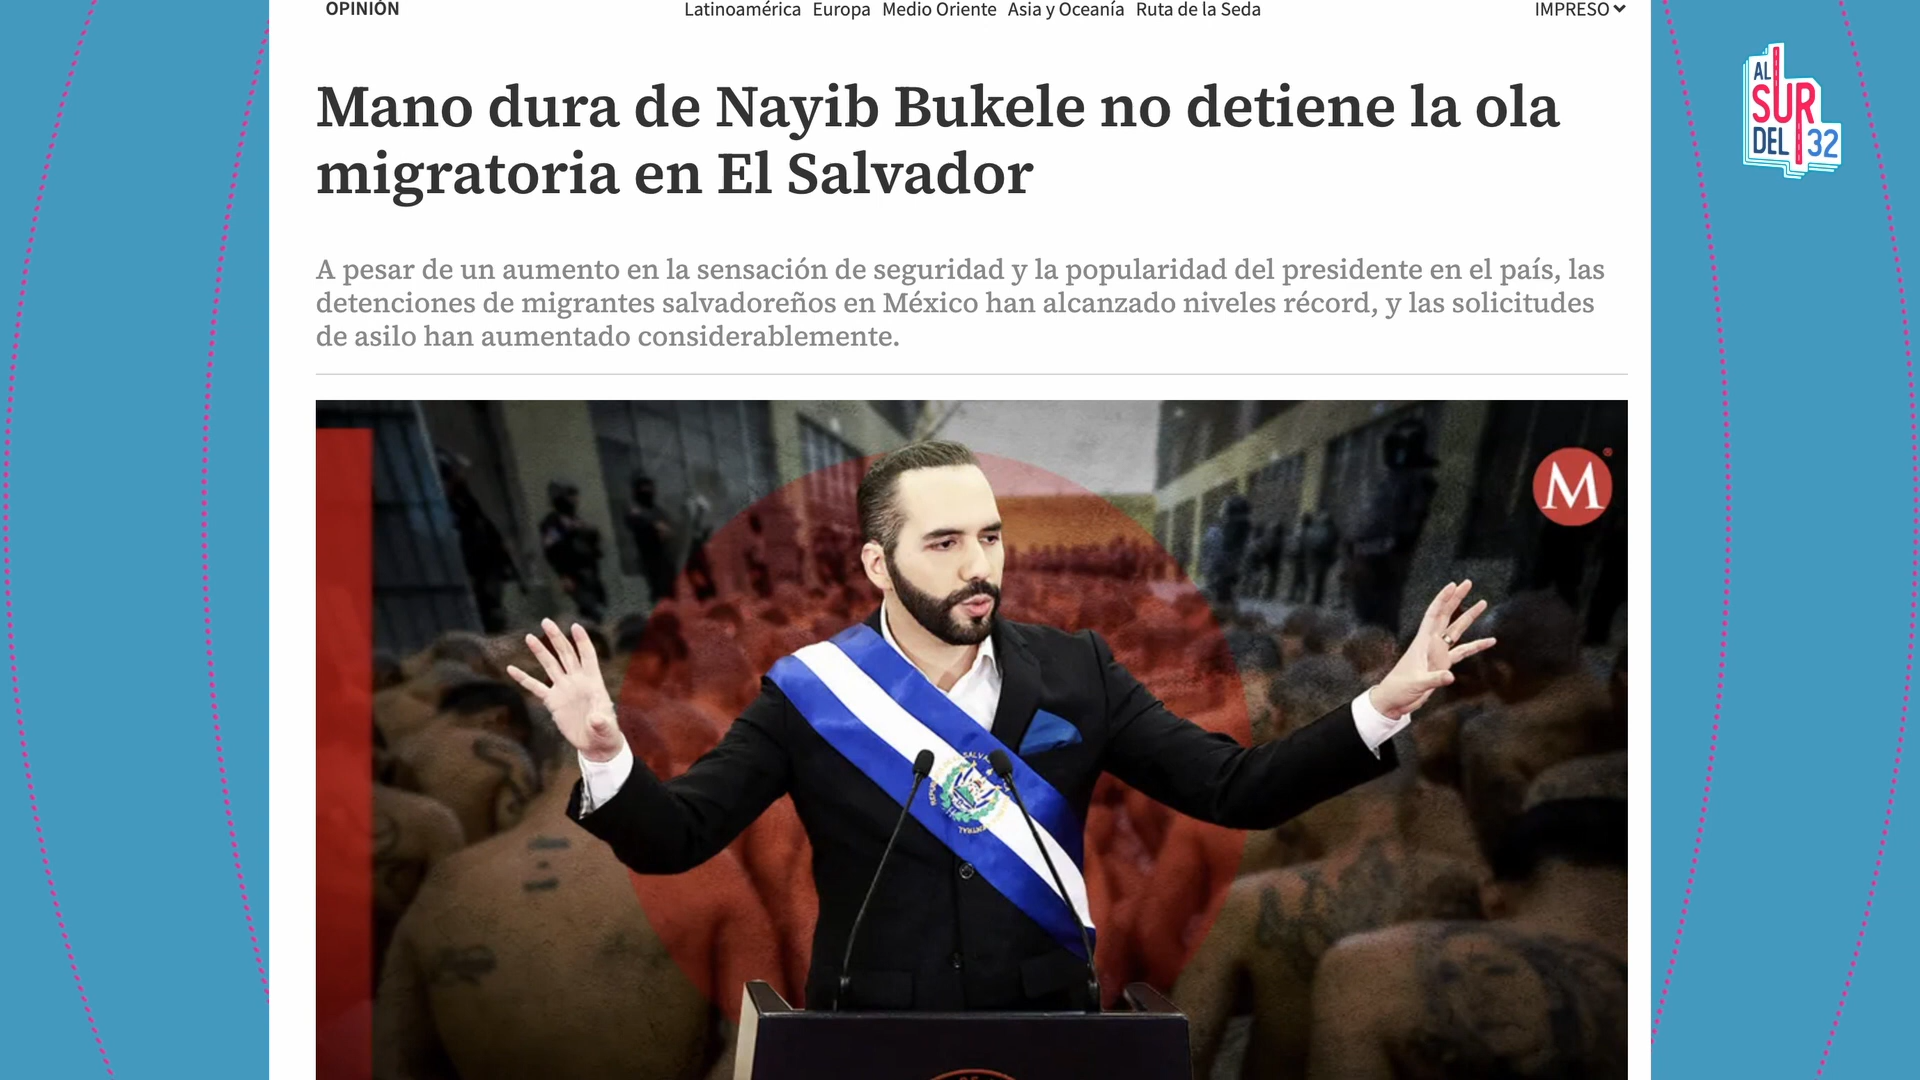 OPINIÓN
Latinoamérica Europa Medio Oriente Asia y Oceanía Ruta de la Seda
IMPRESO
AL
SUR
DEL 32
Mano dura de Nayib Bukele no detiene la ola
migratoria en El Salvador
A pesar de un aumento en la sensación de seguridad y la popularidad del presidente en el país, las
detenciones de migrantes salvadoreños en México han alcanzado niveles récord, y las solicitudes
de asilo han aumentado considerablemente.
M